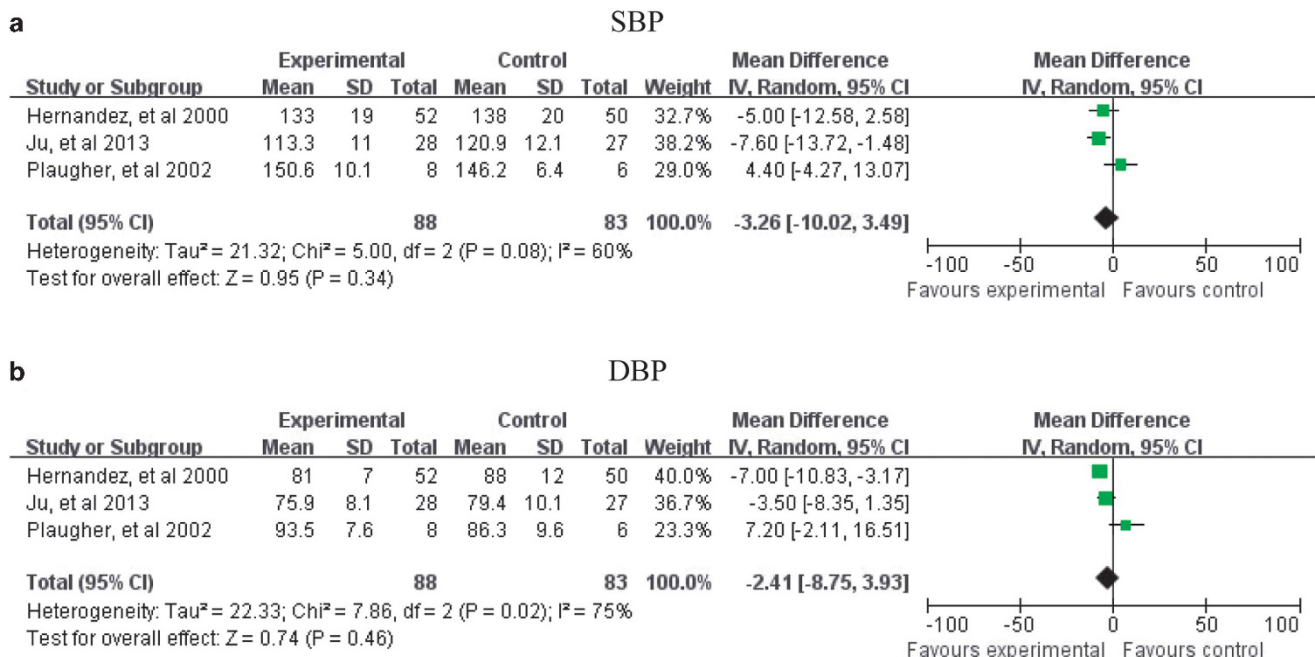 a SBP
Experimental Control Mean Difference Mean Difference
Study or Subgroup Mean SD Total Mean SD Total Weight IV, Random, 95% CI IV, Random, 95% CI
Hernandez, et al 2000 133 19 52 138 20 50 32.7% -5.00 [-12.58, 2.58]
Ju, et al 2013 113.3 11 28 120.9 12.1 27 38.2% -7.60 [-13.72, -1.48]
Plaugher, et al 2002 150.6 10.1 8 146.2 6.4 6 29.0% 4.40 [-4.27, 13.07]
Total (95% CI) 88 83 100.0% -3.26 [-10.02, 3.49]
Heterogeneity: Tau² = 21.32; Chi² = 5.00, df = 2 (P = 0.08); I² = 60%
Test for overall effect: Z = 0.95 (P = 0.34)
-100 -50 0 50 100
Favours experimental Favours control
b DBP
Experimental Control Mean Difference Mean Difference
Study or Subgroup Mean SD Total Mean SD Total Weight IV, Random, 95% CI IV, Random, 95% CI
Hernandez, et al 2000 81 7 52 88 12 50 40.0% -7.00 [-10.83, -3.17]
Ju, et al 2013 75.9 8.1 28 79.4 10.1 27 36.7% -3.50 [-8.35, 1.35]
Plaugher, et al 2002 93.5 7.6 8 86.3 9.6 6 23.3% 7.20 [-2.11, 16.51]
Total (95% CI) 88 83 100.0% -2.41 [-8.75, 3.93]
Heterogeneity: Tau² = 22.33; Chi² = 7.86, df = 2 (P = 0.02); I² = 75%
Test for overall effect: Z = 0.74 (P = 0.46)
-100 -50 0 50 100
Favours experimental Favours control